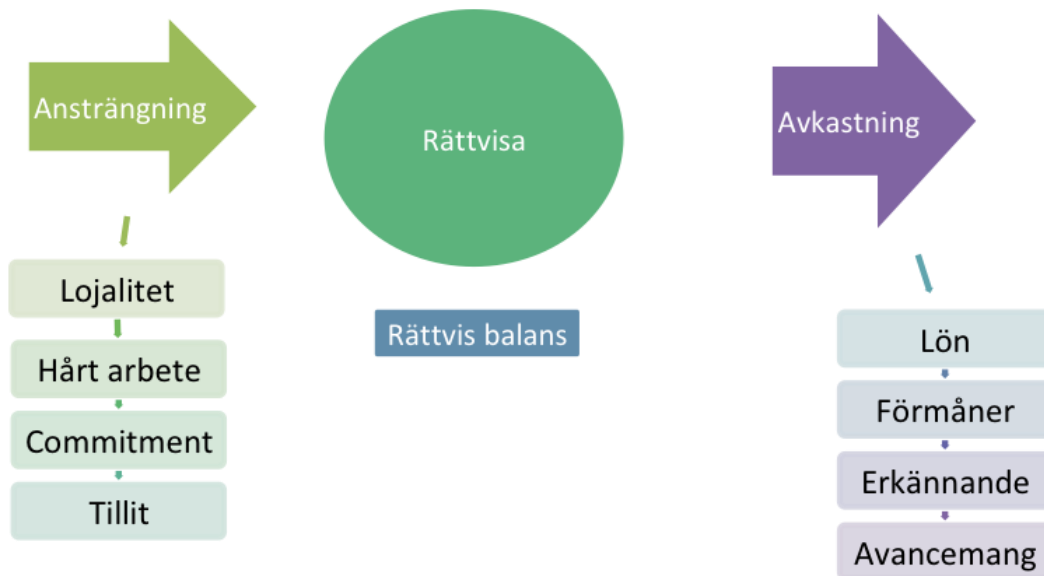 Ansträngning
Rättvisa
Avkastning
Lojalitet
Hårt arbete
Commitment
Tillit
Rättvis balans
Lön
Förmåner
Erkännande
Avancemang